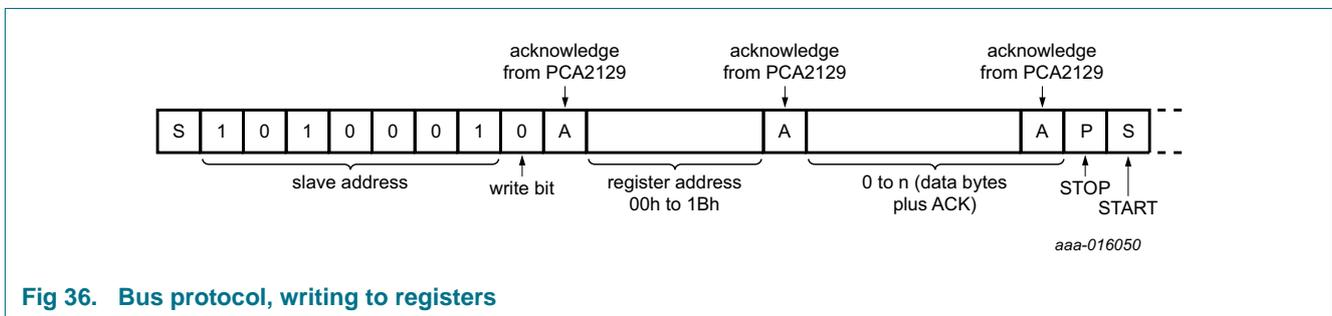 acknowledge from PCA2129
acknowledge from PCA2129
acknowledge from PCA2129
S 1 0 1 0 0 0 1 0 A A A P S
slave address
write bit
register address
00h to 1Bh
0 to n (data bytes
plus ACK)
STOP
START
aaa-016050
Fig 36. Bus protocol, writing to registers